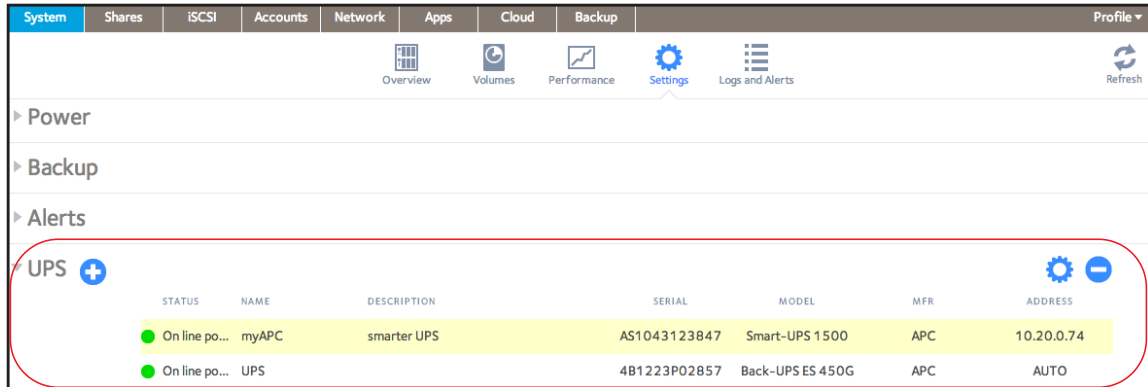 System Shares iSCSI Accounts Network Apps Cloud Backup Profile
Overview Volumes Performance Settings Logs and Alerts Refresh
Power
Backup
Alerts
UPS
STATUS NAME DESCRIPTION SERIAL MODEL MFR ADDRESS
On line po... myAPC smarter UPS AS1043123847 Smart-UPS 1500 APC 10.20.0.74
On line po... UPS 4B1223P02857 Back-UPS ES 450G APC AUTO